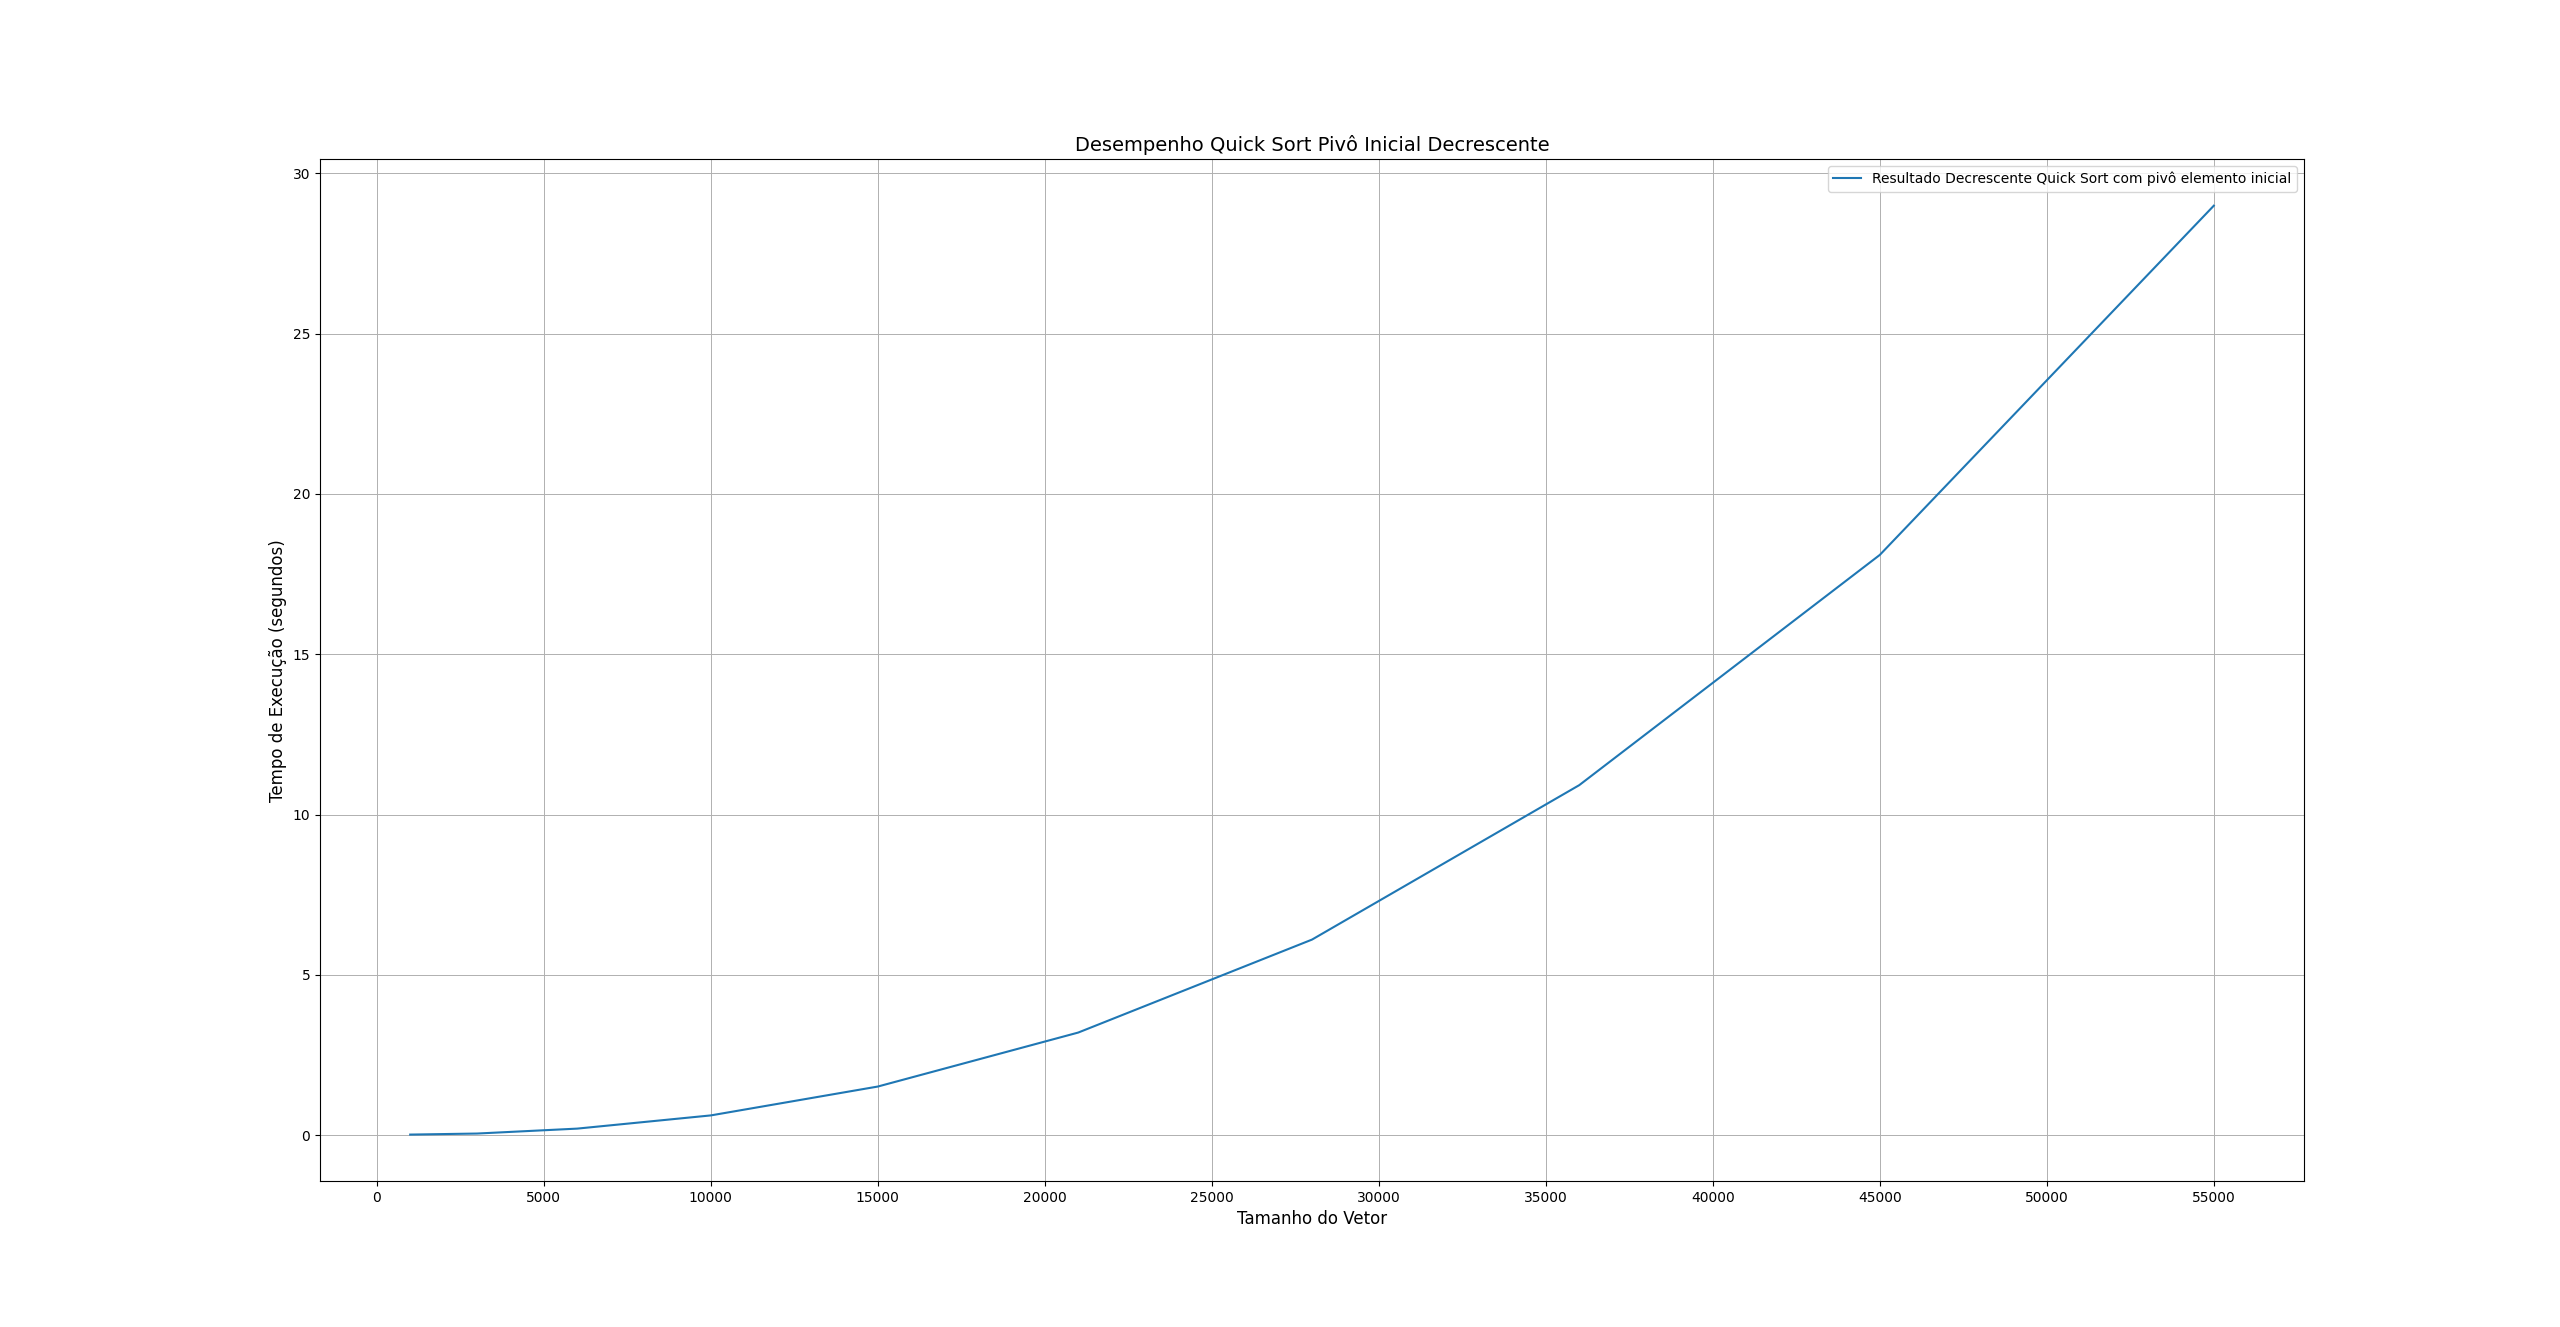 Desempenho Quick Sort Pivô Inicial Decrescente
Resultado Decrescente Quick Sort com pivô elemento inicial
Tempo de Execução (segundos)
30
25
20
15
10
5
0
0 5000 10000 15000 20000 25000 30000 35000 40000 45000 50000 55000
Tamanho do Vetor